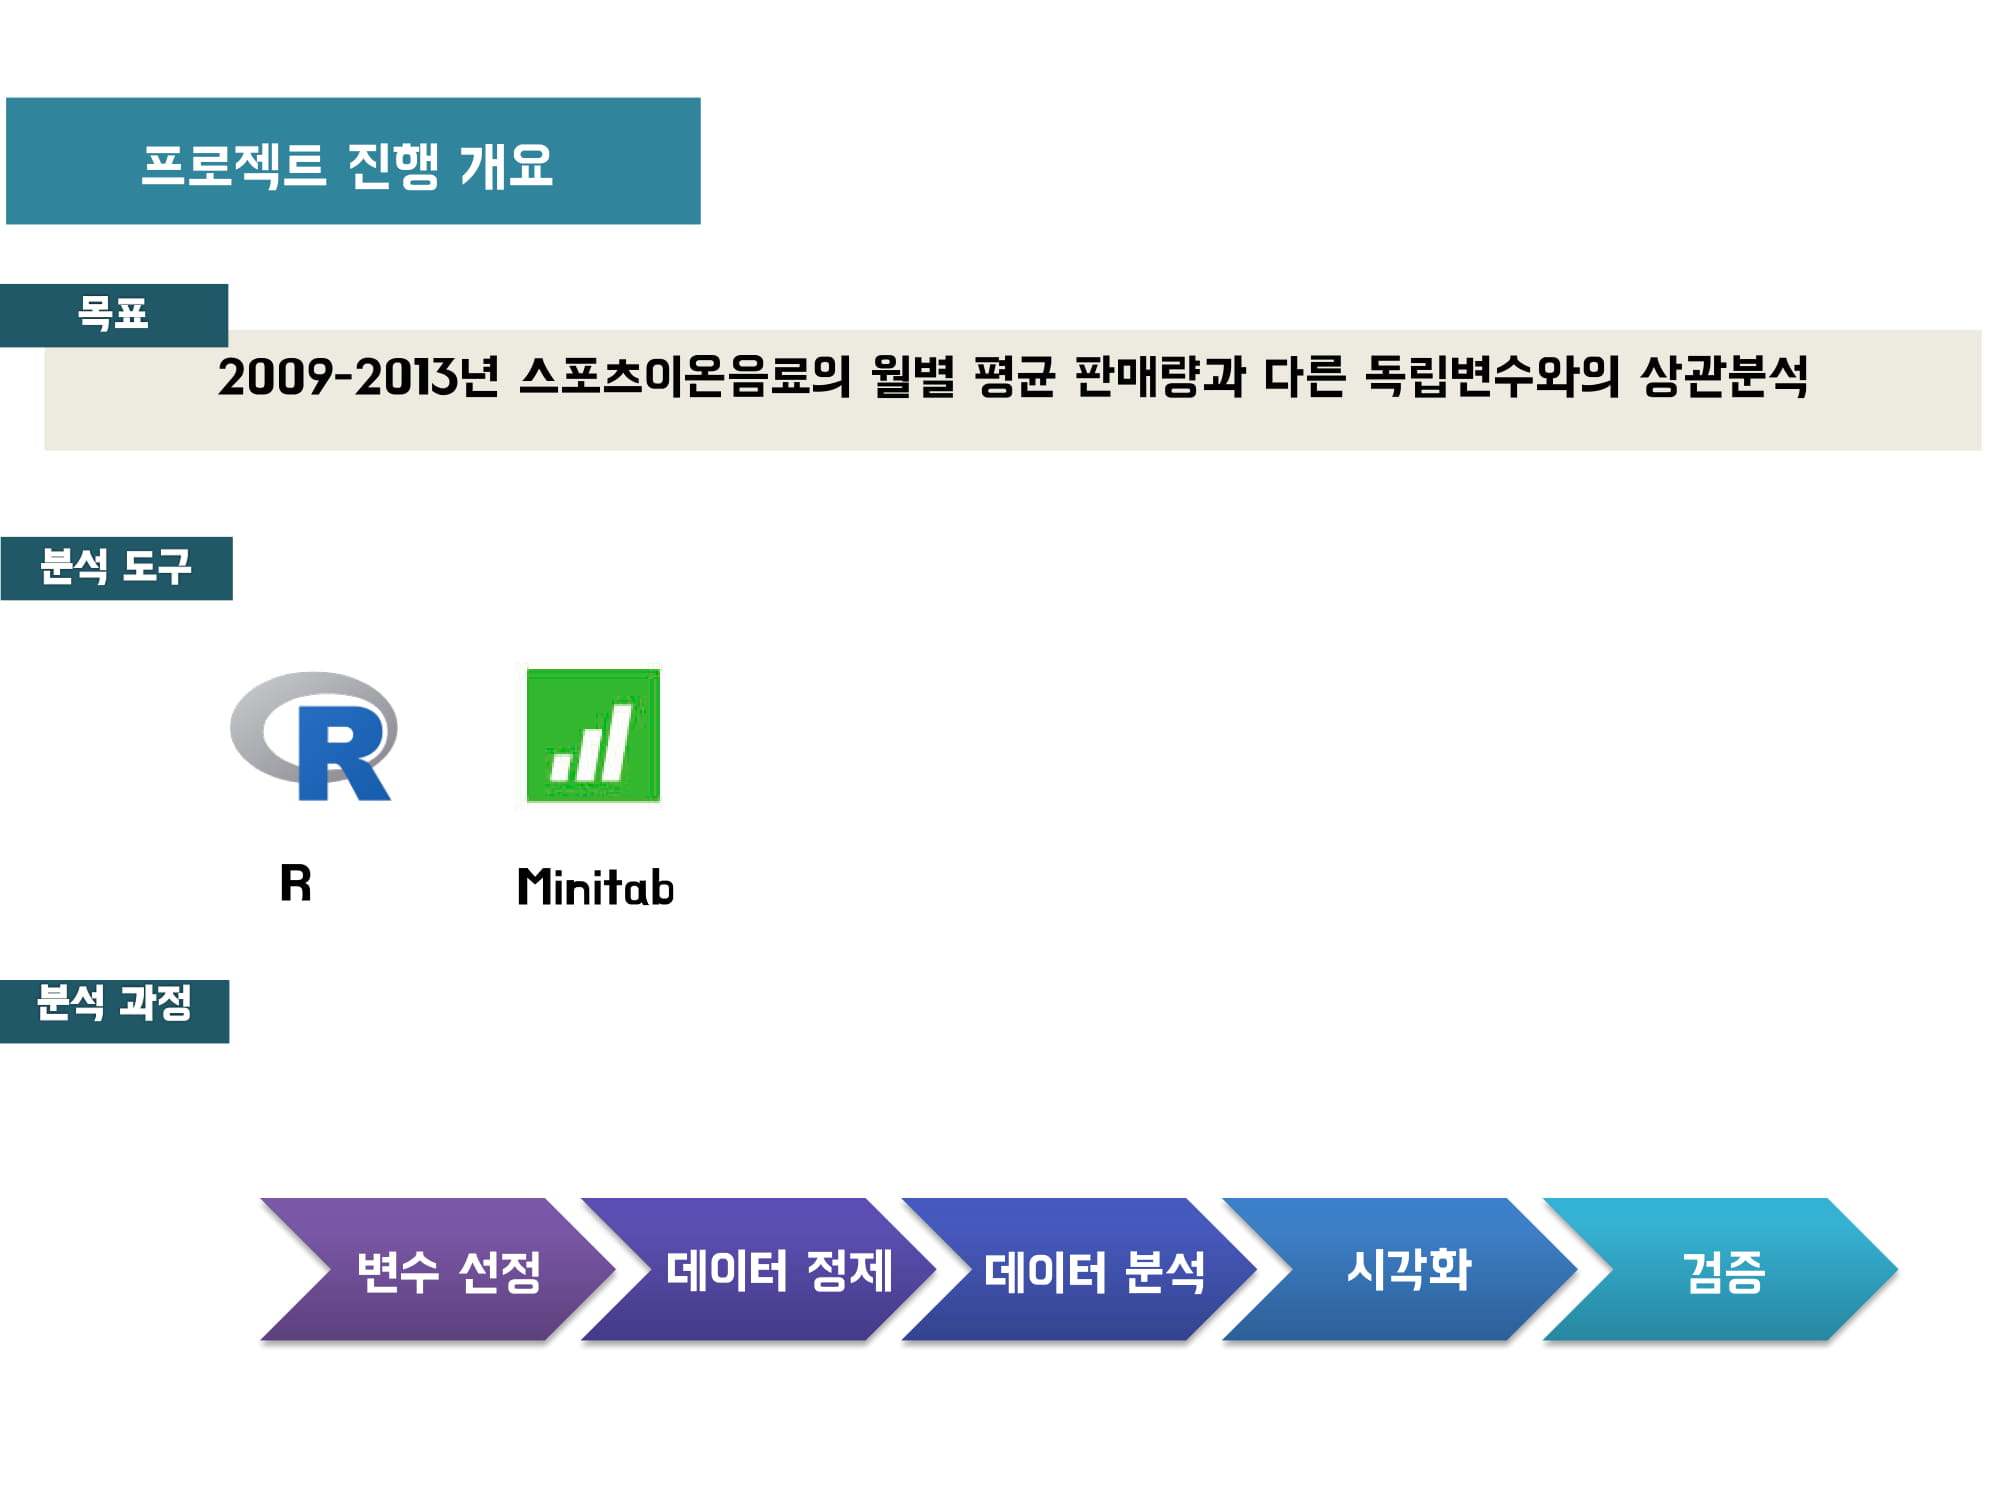 프로젝트 진행 개요
목표
2009-2013년 스포츠이온음료의 월별 평균 판매량과 다른 독립변수와의 상관분석
분석 도구
R
R
Minitab
분석 과정
변수 선정
데이터 정제
데이터 분석
시각화
검증